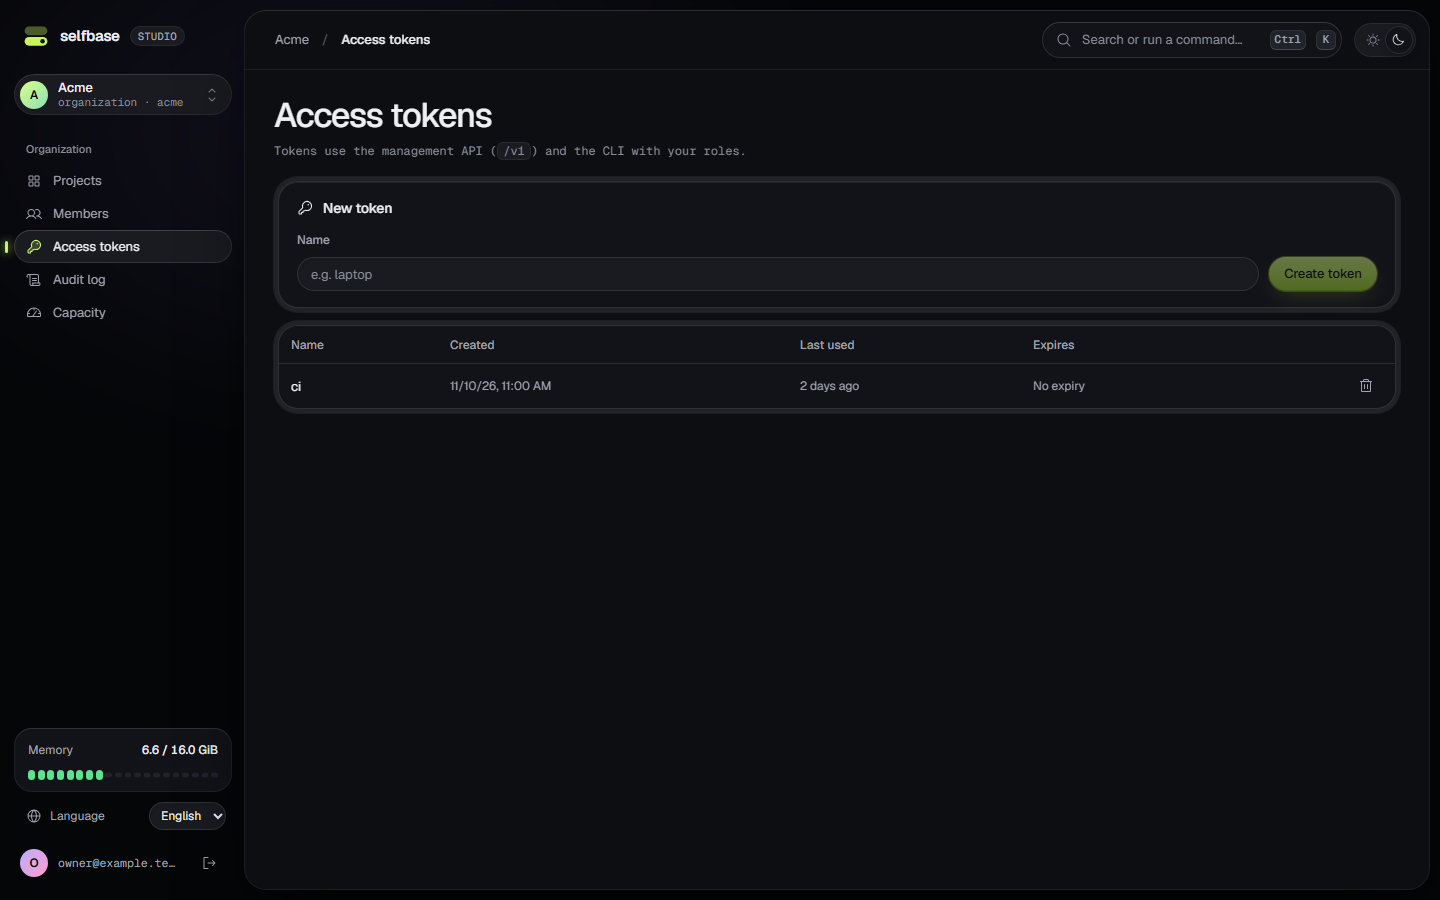 selfbase STUDIO
A Acme
organization · acme
Organization
Projects
Members
Access tokens
Audit log
Capacity
Memory 6.6 / 16.0 GiB
Language English
O owner@example.te…
Acme / Access tokens
Search or run a command… Ctrl K
Access tokens
Tokens use the management API (/v1) and the CLI with your roles.
New token
Name
e.g. laptop Create token
Name Created Last used Expires
ci 11/10/26, 11:00 AM 2 days ago No expiry